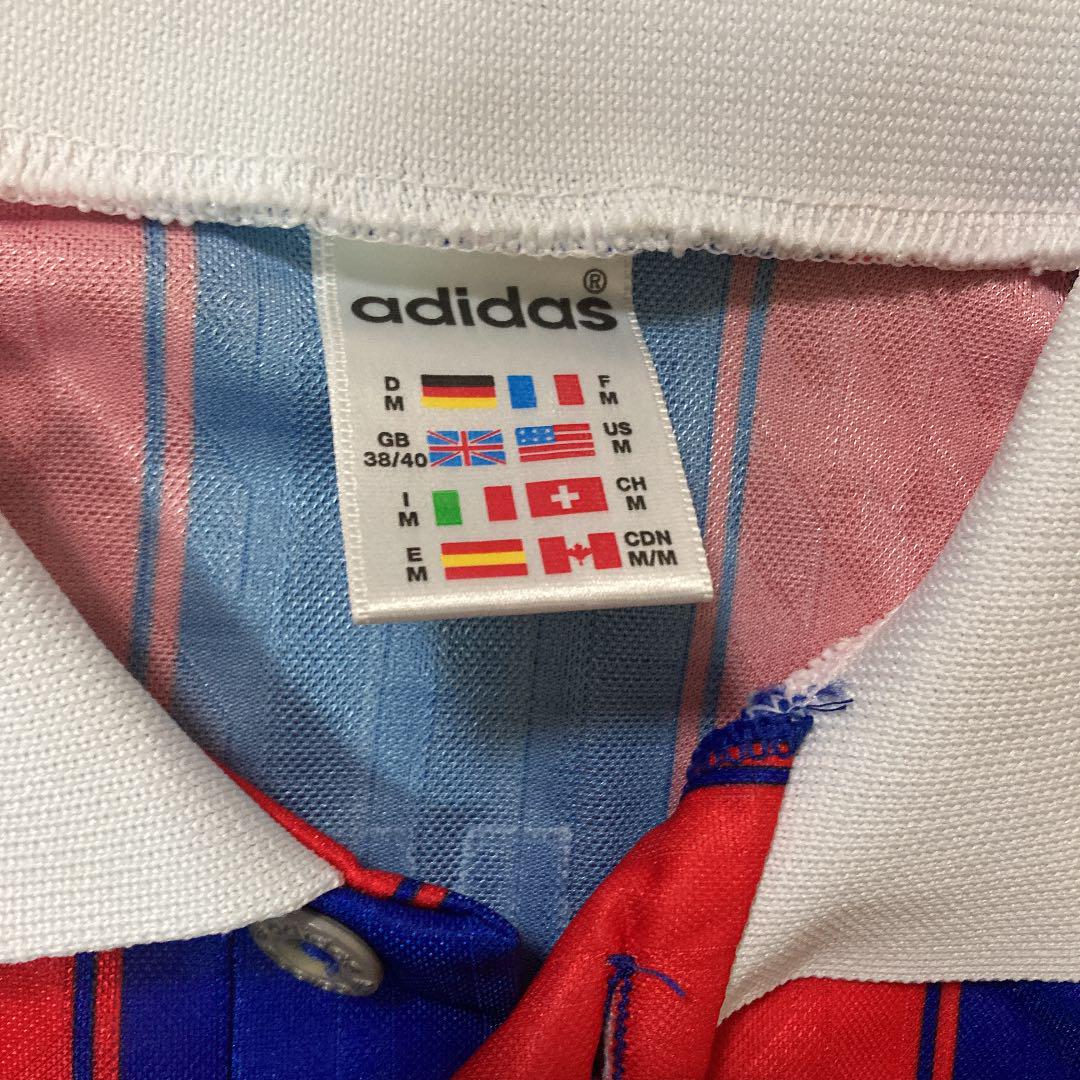 adidas®
D M F M
GB 38/40 US M
I M CH M
E M CDN M/M